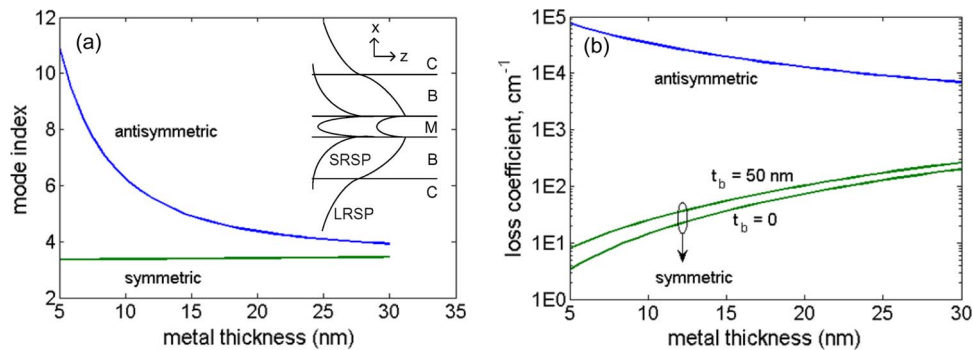 (a)
12
10
8
6
4
2
mode index
5
10
15
20
25
30
35
metal thickness (nm)
antisymmetric
symmetric
x
z
C
B
M
B
C
SRSP
LRSP
(b)
1E5
1E4
1E3
1E2
1E1
1E0
loss coefficient, cm⁻¹
5
10
15
20
25
30
metal thickness (nm)
antisymmetric
t_b = 50 nm
t_b = 0
symmetric